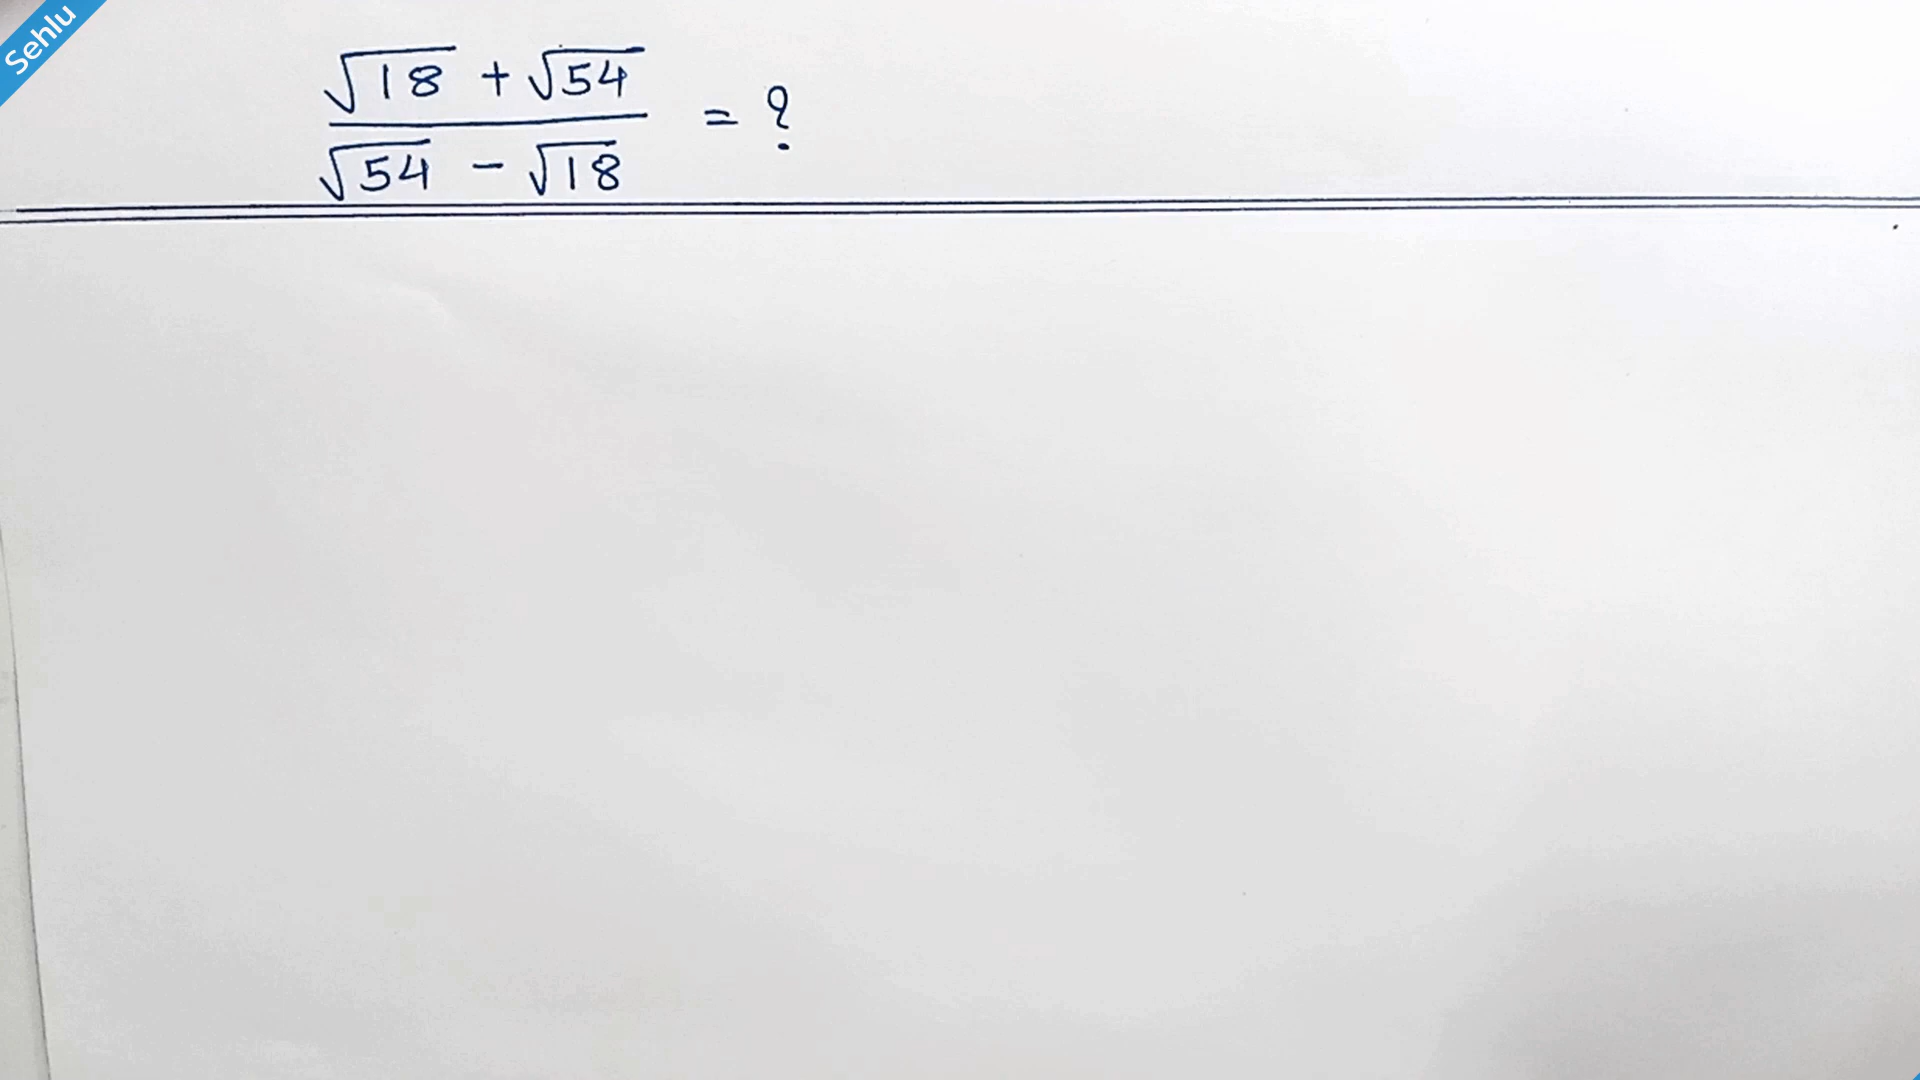 Sehlu
√18 + √54
/ √54 - √18 = ?